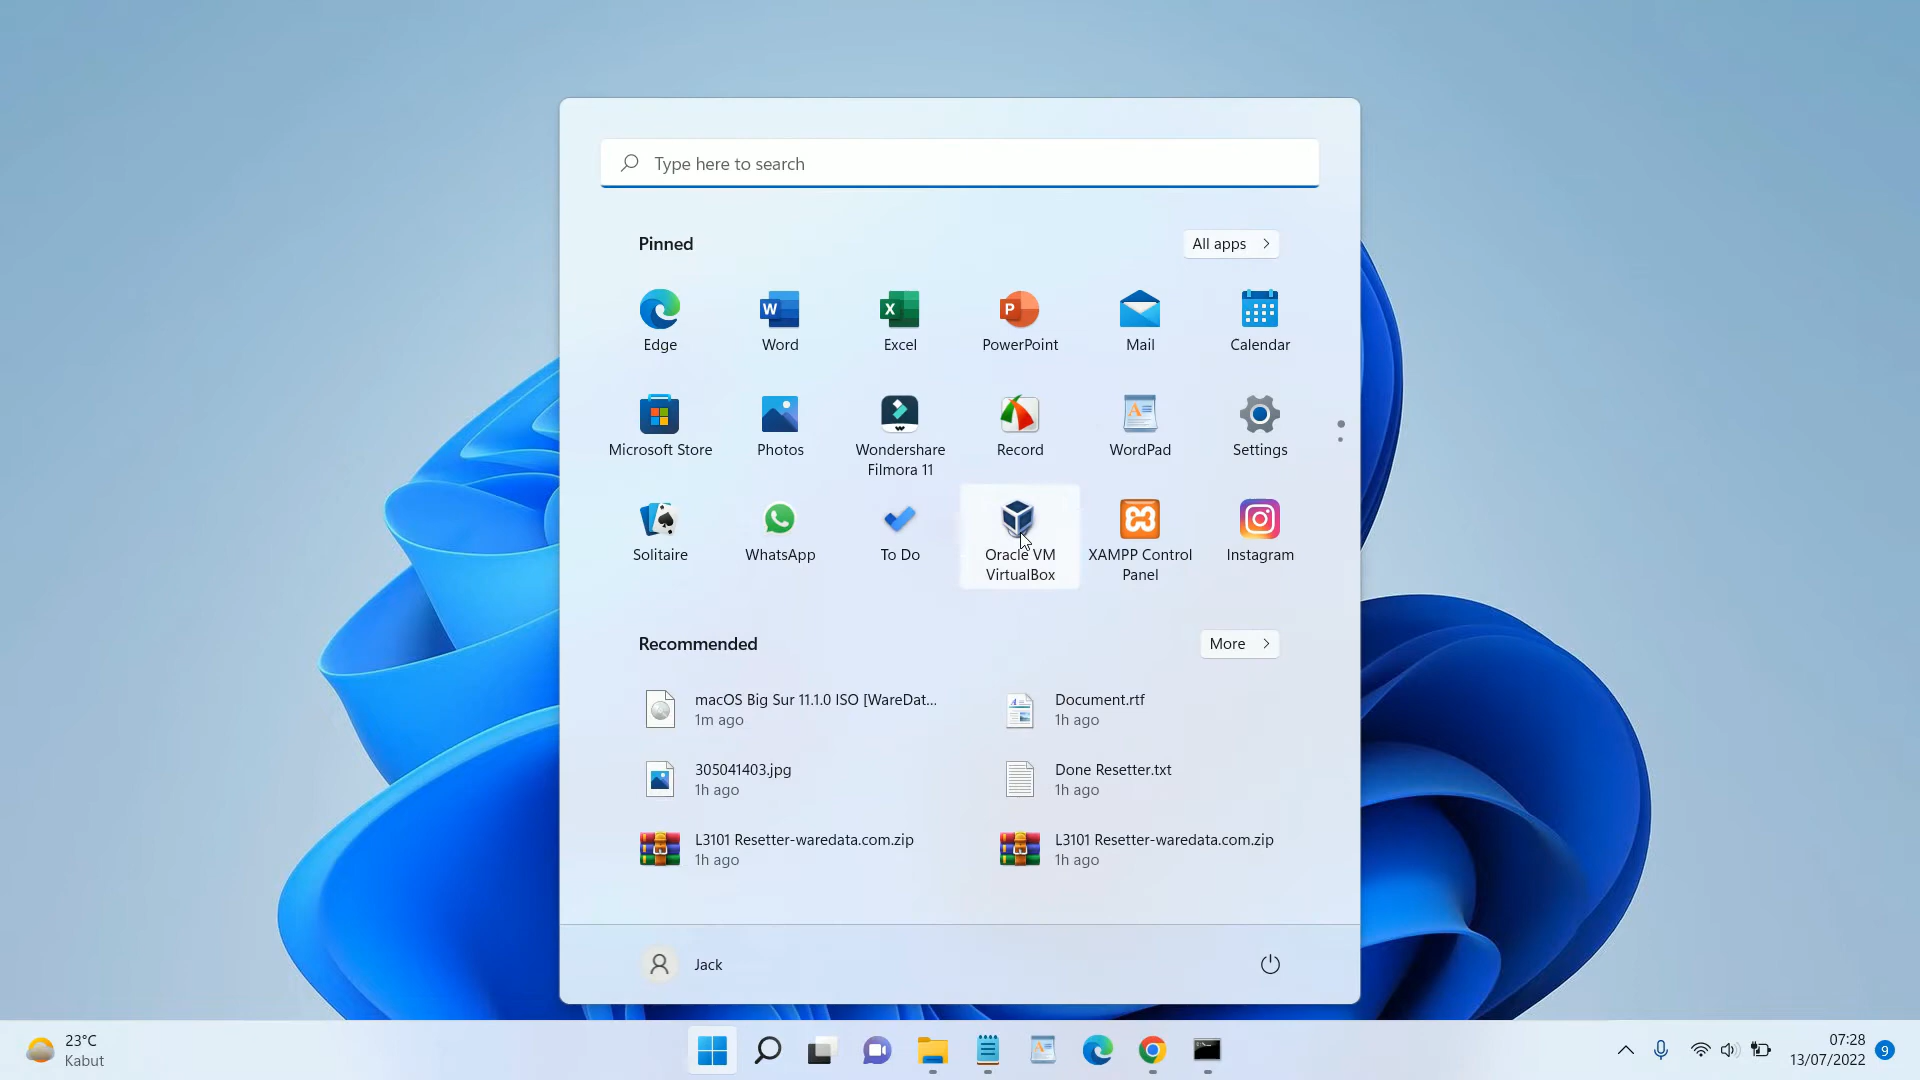 Type here to search
Pinned
All apps
Edge
Word
Excel
PowerPoint
Mail
Calendar
Microsoft Store
Photos
Wondershare
Filmora 11
Record
WordPad
Settings
Solitaire
WhatsApp
To Do
Oracle VM
VirtualBox
XAMPP Control
Panel
Instagram
Recommended
More
macOS Big Sur 11.1.0 ISO [WareDat...
1m ago
Document.rtf
1h ago
305041403.jpg
1h ago
Done Resetter.txt
1h ago
L3101 Resetter-waredata.com.zip
1h ago
L3101 Resetter-waredata.com.zip
1h ago
Jack
23°C
Kabut
07:28
13/07/2022
9